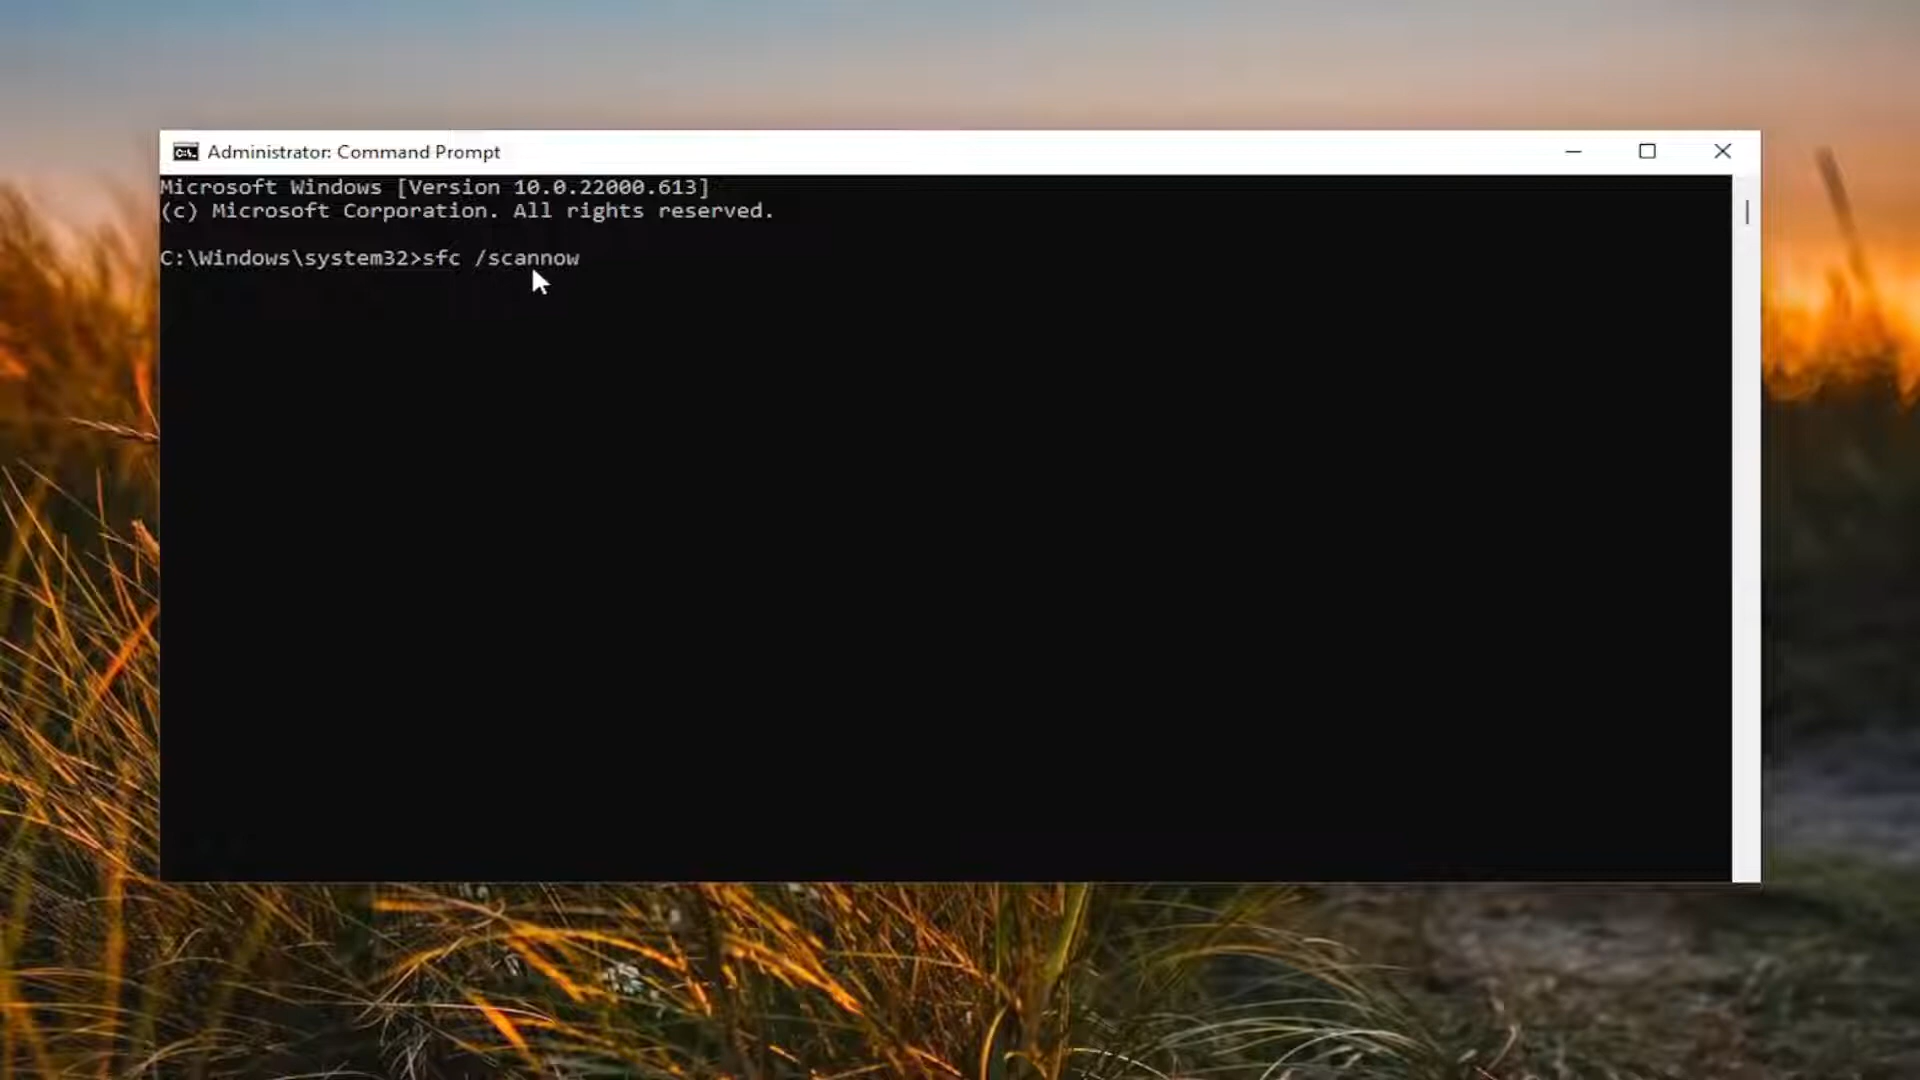 Administrator: Command Prompt
Microsoft Windows [Version 10.0.22000.613]
(c) Microsoft Corporation. All rights reserved.
C:\Windows\system32>sfc /scannow